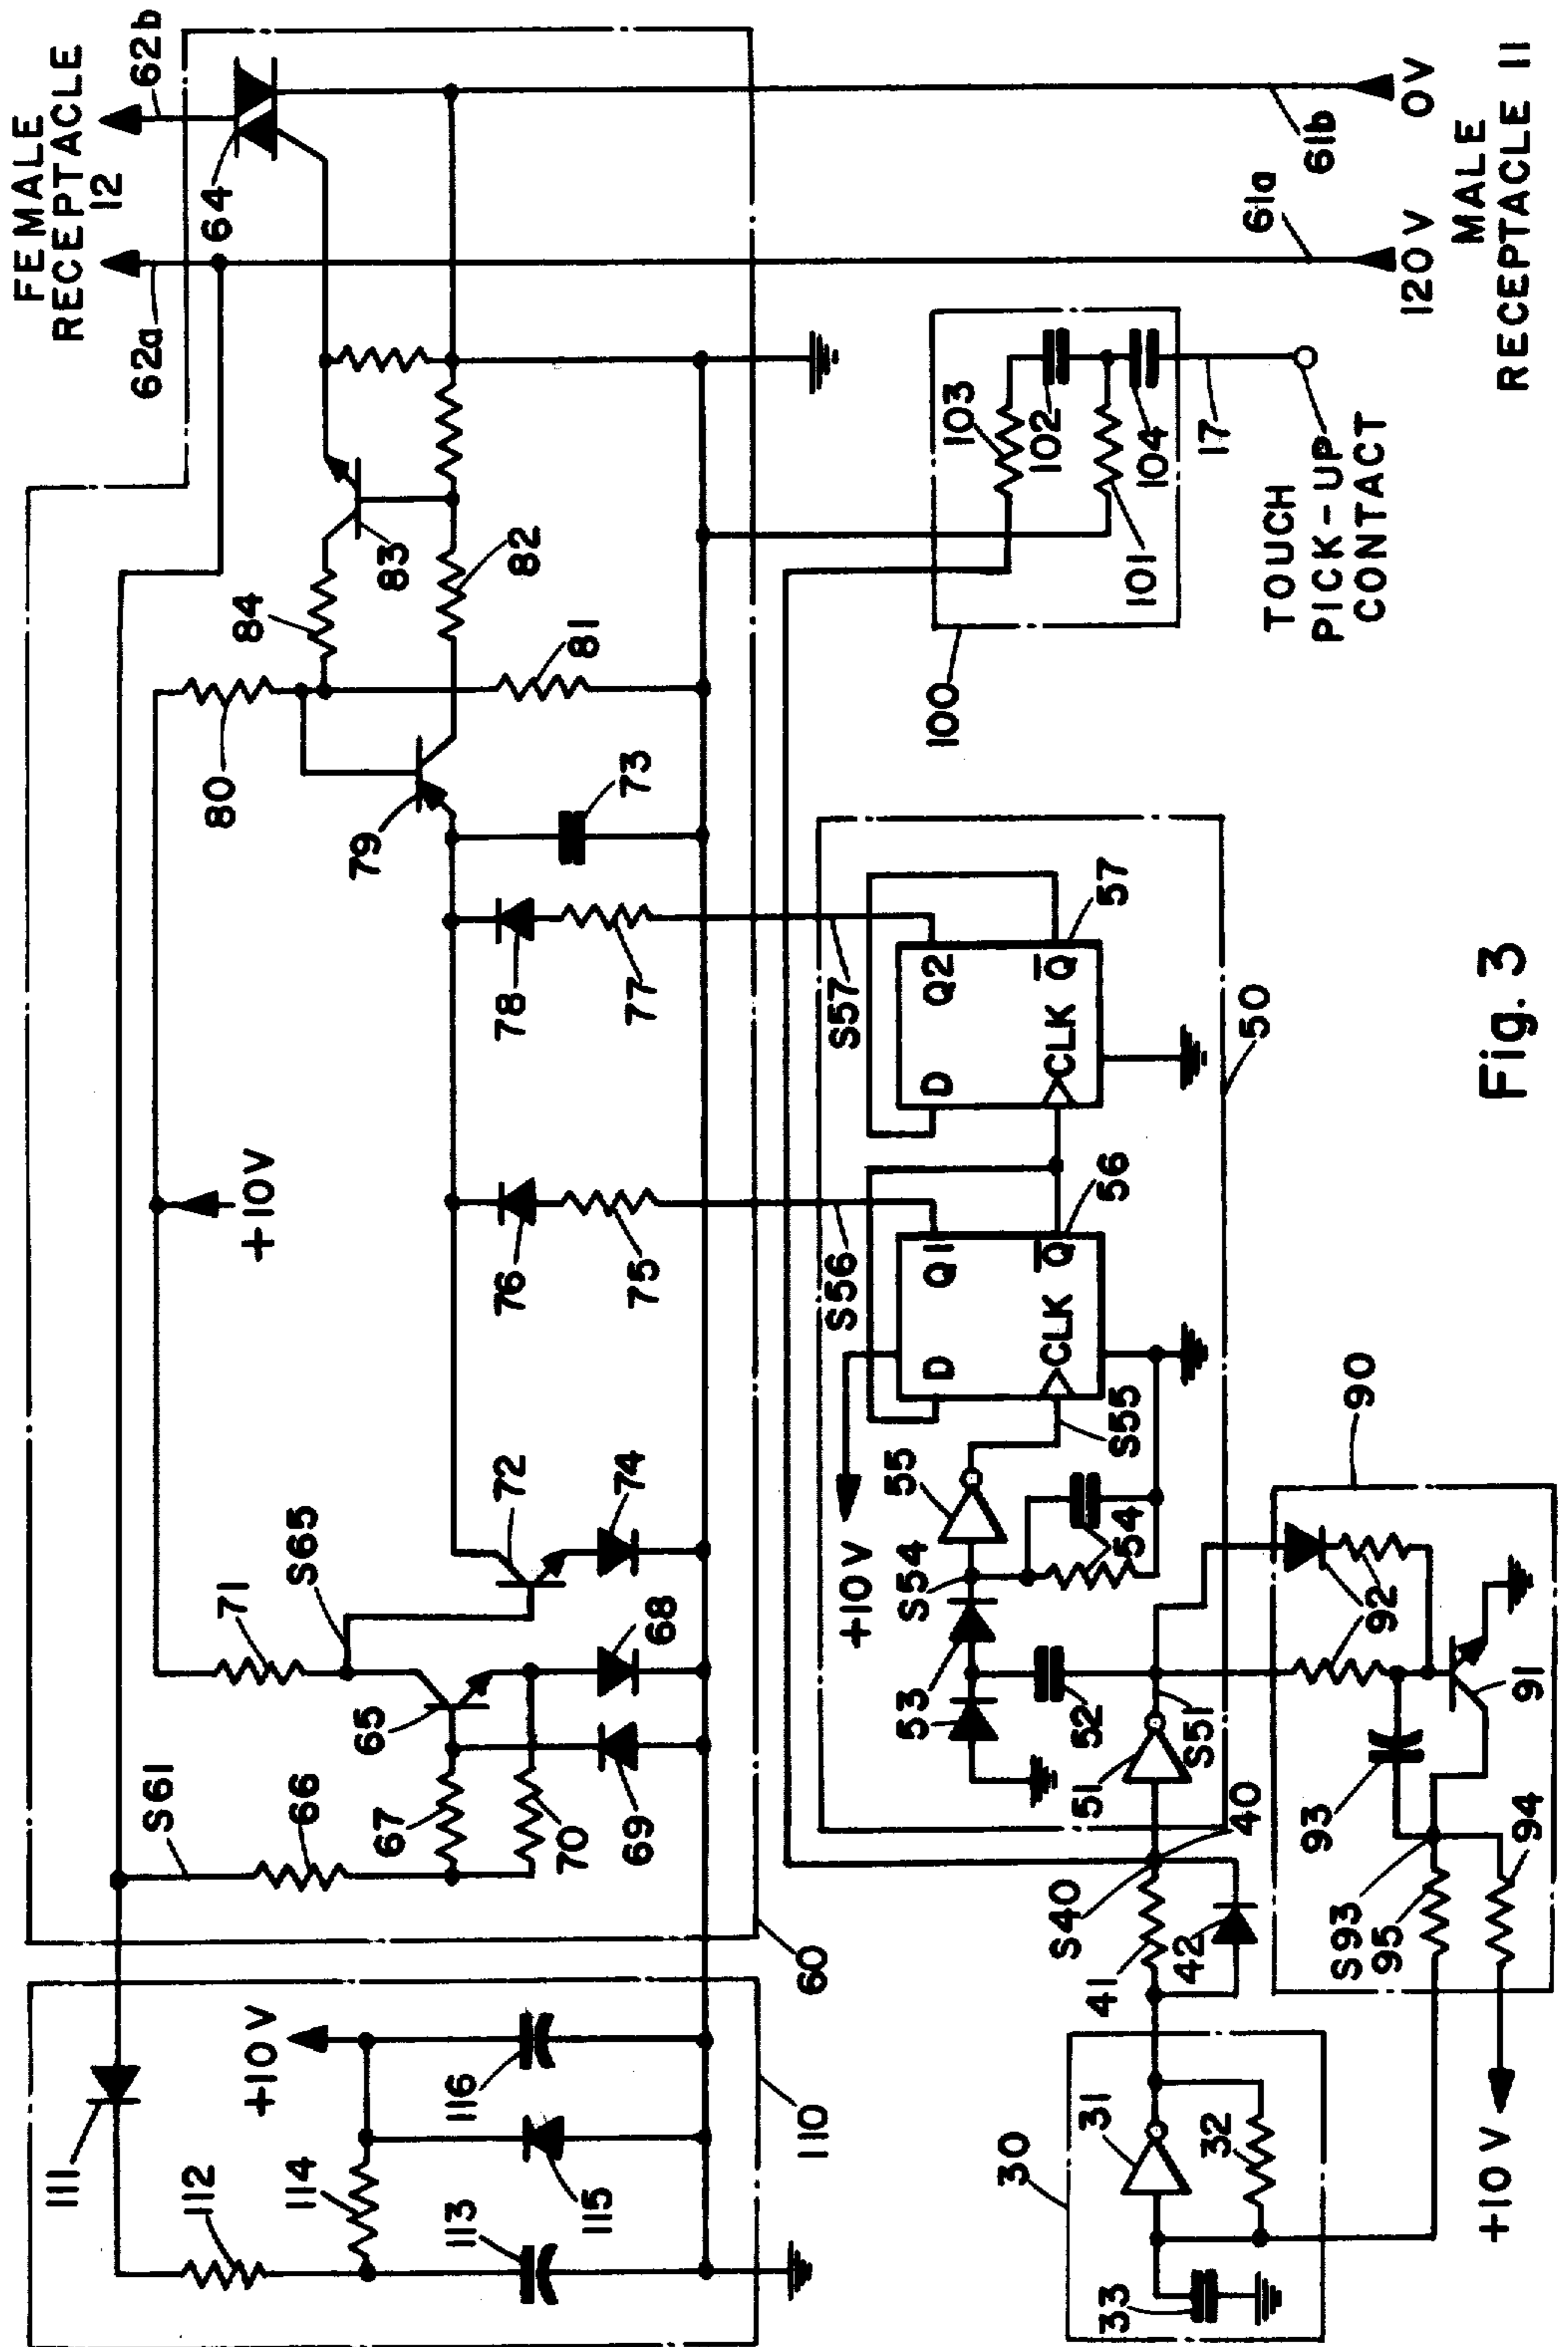 FEMALE
RECEPTACLE
12
62a
62b
64
111
S61
66
71
S65
+10V
80
84
83
82
81
112
114
+10V
116
113
115
110
60
67
65
70
69
68
72
74
76
75
78
77
79
73
100
103
102
104
101
17
TOUCH
PICK-UP
CONTACT
61a
61b
120V
0V
MALE
RECEPTACLE 11
30
31
32
33
41
42
S40
40
51
S51
52
53
S54
54
55
S55
+10V
S56
D
Q1
CLK
Q̅
56
S57
D
Q2
CLK
Q̅
57
50
90
91
92
93
S93
94
95
+10V
Fig. 3